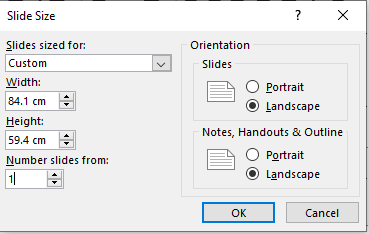 Slide Size
? ×
Slides sized for:
Custom
Width:
84.1 cm
Height:
59.4 cm
Number slides from:
1
Orientation
Slides
Portrait
Landscape
Notes, Handouts & Outline
Portrait
Landscape
OK
Cancel